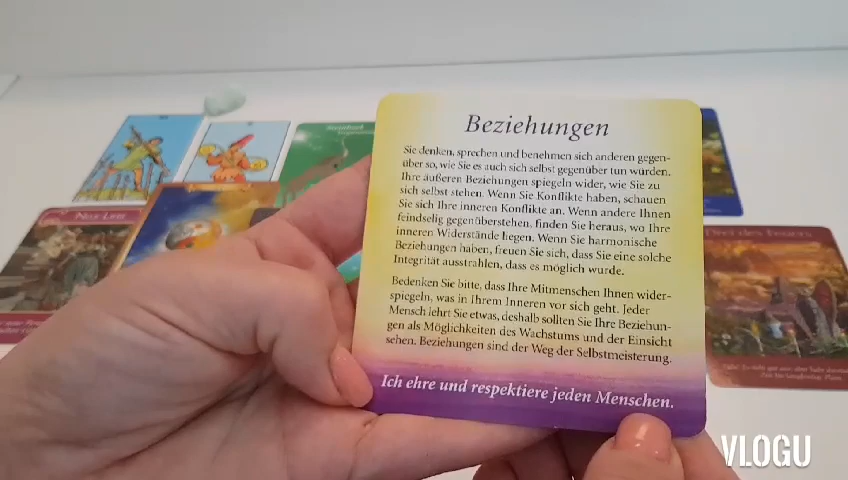 Beziehungen
Sie denken, sprechen und benehmen sich anderen gegen-
über so, wie Sie es auch sich selbst gegenüber tun würden.
Ihre äußeren Beziehungen spiegeln wider, wie Sie zu
sich selbst stehen. Wenn Sie Konflikte haben, schauen
Sie sich Ihre inneren Konflikte an. Wenn andere Ihnen
feindselig gegenüberstehen, finden Sie heraus, wo Ihre
inneren Widerstände liegen. Wenn Sie harmonische
Beziehungen haben, freuen Sie sich, dass Sie eine solche
Integrität ausstrahlen, dass es möglich wurde.
Bedenken Sie bitte, dass Ihre Mitmenschen Ihnen wider-
spiegeln, was in Ihrem Inneren vor sich geht. Jeder
Mensch lehrt Sie etwas, deshalb sollten Sie Ihre Beziehun-
gen als Möglichkeiten des Wachstums und der Einsicht
sehen. Beziehungen sind der Weg der Selbstmeisterung.
Ich ehre und respektiere jeden Menschen.
Drei des Feuers
VLOGU